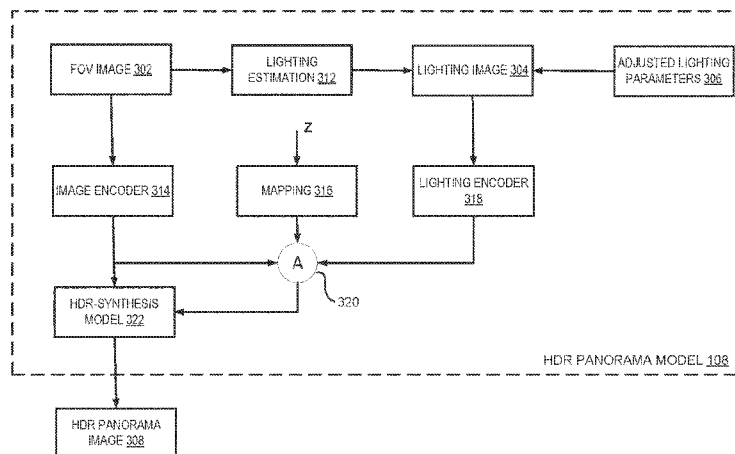 FOV IMAGE 302
LIGHTING
ESTIMATION 312
LIGHTING IMAGE 304
ADJUSTED LIGHTING
PARAMETERS 306
Z
IMAGE ENCODER 314
MAPPING 316
LIGHTING ENCODER
318
A
320
HDR-SYNTHESIS
MODEL 322
HDR PANORAMA MODEL 108
HDR PANORAMA
IMAGE 308